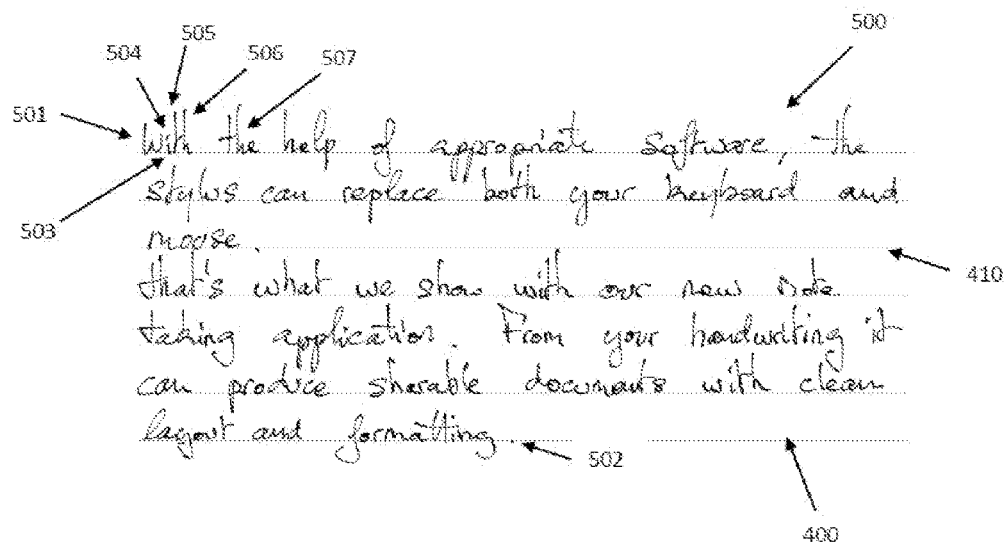 504 505 506 507 500
501
With the help of appropriate Software, the
stylus can replace both your keyboard and
503
mouse.
410
that's what we show with our new note
taking application. From your handwriting it
can produce sharable documents with clean
layout and formatting.
502
400